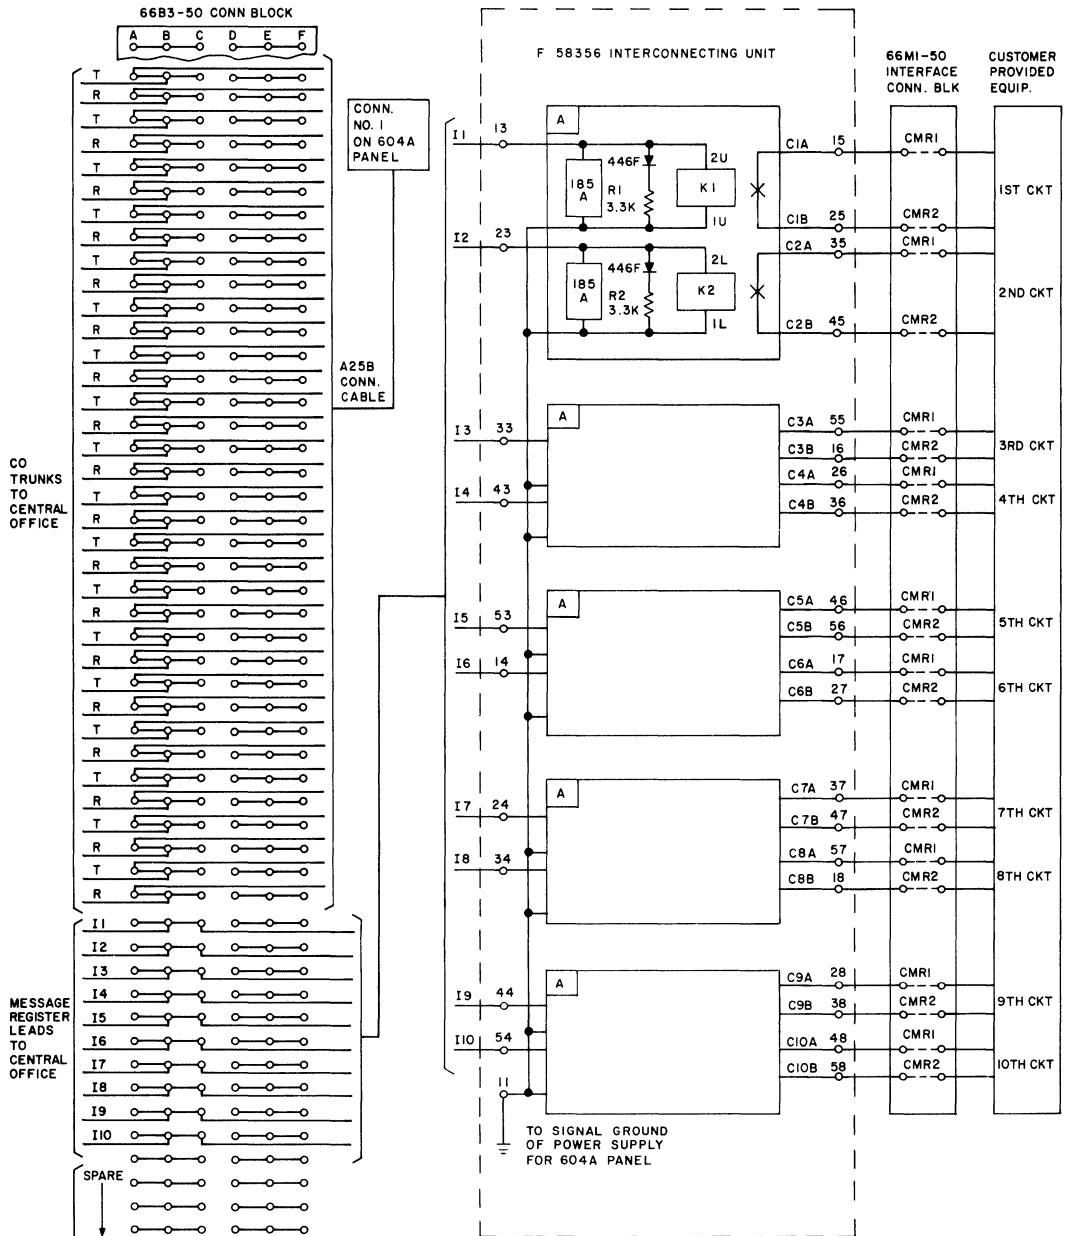 66B3-50 CONN BLOCK
A B C D E F
T
R
T
R
T
R
T
R
T
R
T
R
T
R
T
R
T
R
T
R
T
R
T
R
T
R
T
R
T
R
T
R
T
R
T
R
CO
TRUNKS
TO
CENTRAL
OFFICE
I1
I2
I3
I4
I5
I6
I7
I8
I9
I10
MESSAGE
REGISTER
LEADS
TO
CENTRAL
OFFICE
SPARE
CONN.
NO. 1
ON 604A
PANEL
A25B
CONN.
CABLE
F 58356 INTERCONNECTING UNIT
66M1-50
INTERFACE
CONN. BLK
CUSTOMER
PROVIDED
EQUIP.
A
I1 13
185
A
446F
R1
3.3K
2U
K1
1U
C1A 15 CMR1
1ST CKT
C1B 25 CMR2
I2 23
185
A
446F
R2
3.3K
2L
K2
1L
C2A 35 CMR1
2ND CKT
C2B 45 CMR2
A
I3 33
I4 43
C3A 55 CMR1
C3B 16 CMR2
3RD CKT
C4A 26 CMR1
C4B 36 CMR2
4TH CKT
A
I5 53
I6 14
C5A 46 CMR1
C5B 56 CMR2
5TH CKT
C6A 17 CMR1
C6B 27 CMR2
6TH CKT
A
I7 24
I8 34
C7A 37 CMR1
C7B 47 CMR2
7TH CKT
C8A 57 CMR1
C8B 18 CMR2
8TH CKT
A
I9 44
I10 54
C9A 28 CMR1
C9B 38 CMR2
9TH CKT
C10A 48 CMR1
C10B 58 CMR2
10TH CKT
11
TO SIGNAL GROUND
OF POWER SUPPLY
FOR 604A PANEL